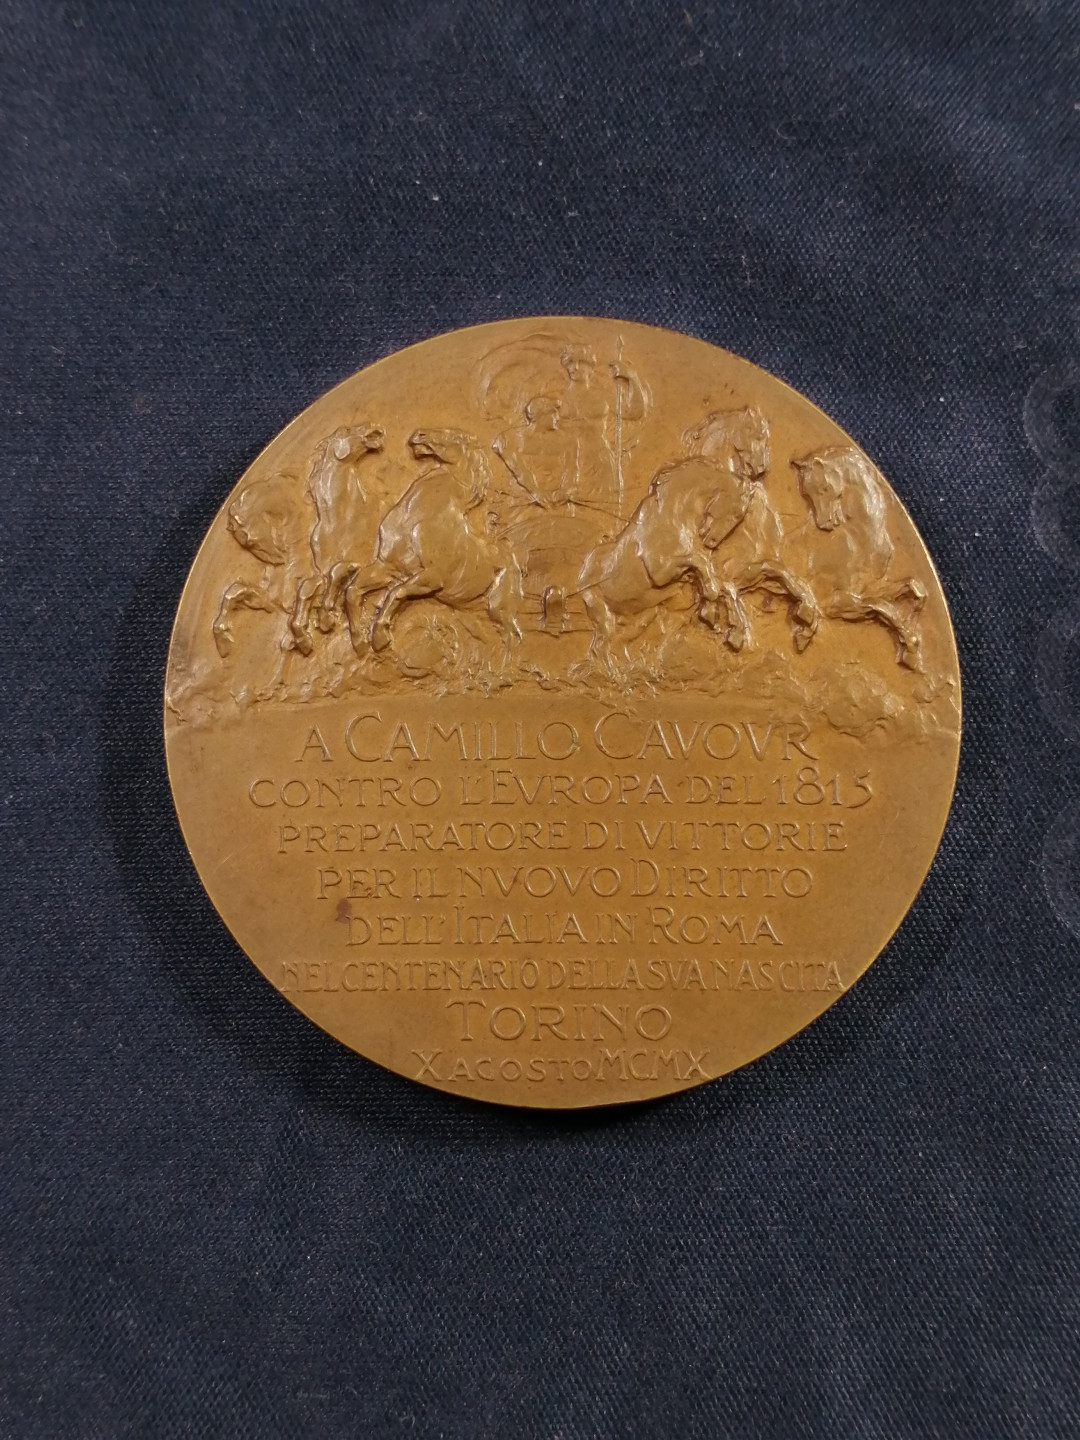 A CAMILLO CAVOVR
CONTRO L'EVROPA DEL 1815
PREPARATORE DI VITTORIE
PER IL NVOVO DIRITTO
DELL'ITALIA IN ROMA
NEL CENTENARIO DELLA SVA NASCITA
TORINO
X AGOSTO MCMX